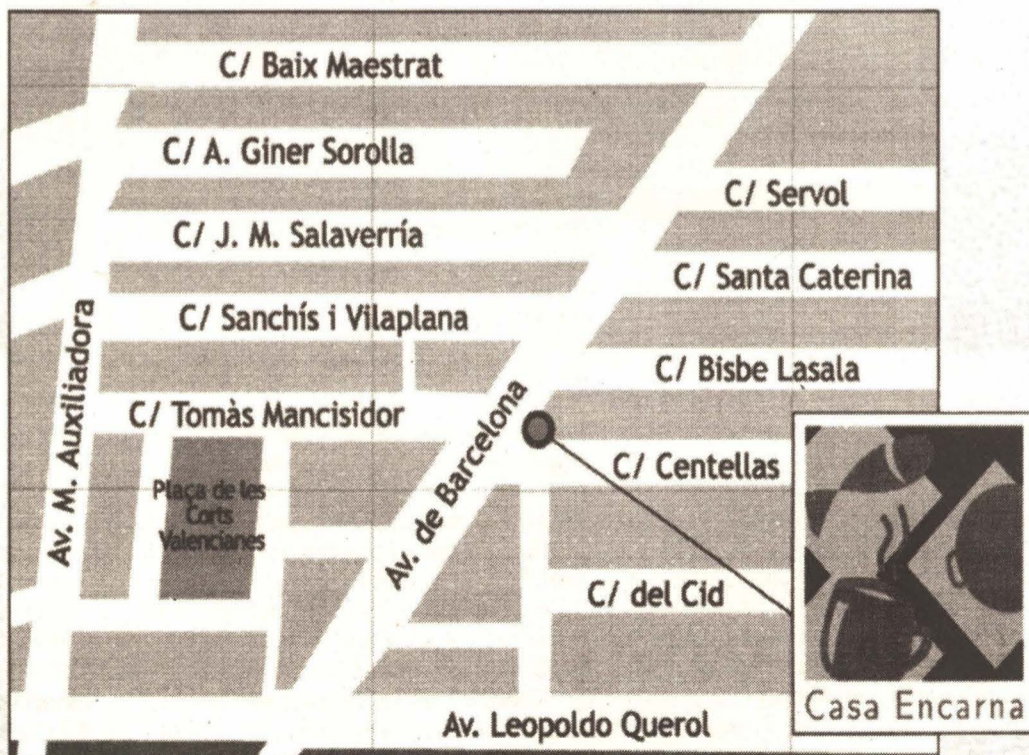 C/ Baix Maestrat
C/ A. Giner Sorolla
C/ Servol
C/ J. M. Salaverría
C/ Santa Caterina
C/ Sanchís i Vilaplana
C/ Bisbe Lasala
Av. M. Auxiliadora
C/ Tomàs Mancisidor
Av. de Barcelona
C/ Centellas
Plaça de les
Corts
Valencianes
C/ del Cid
Av. Leopoldo Querol
Casa Encarna